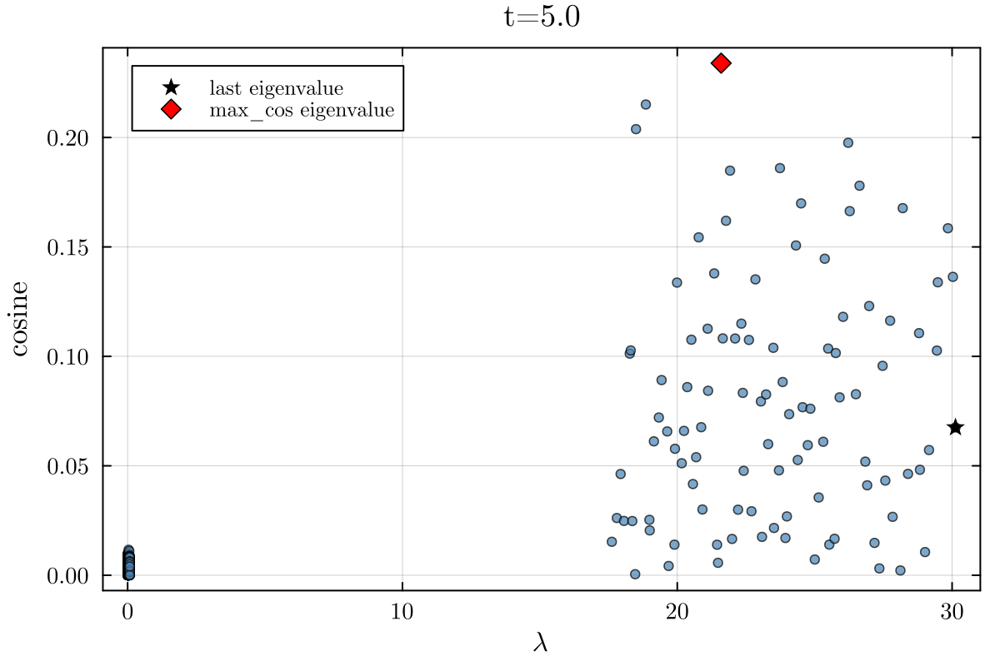 t=5.0
last eigenvalue
max_cos eigenvalue
0.20
0.15
0.10
0.05
0.00
cosine
0 10 20 30
λ